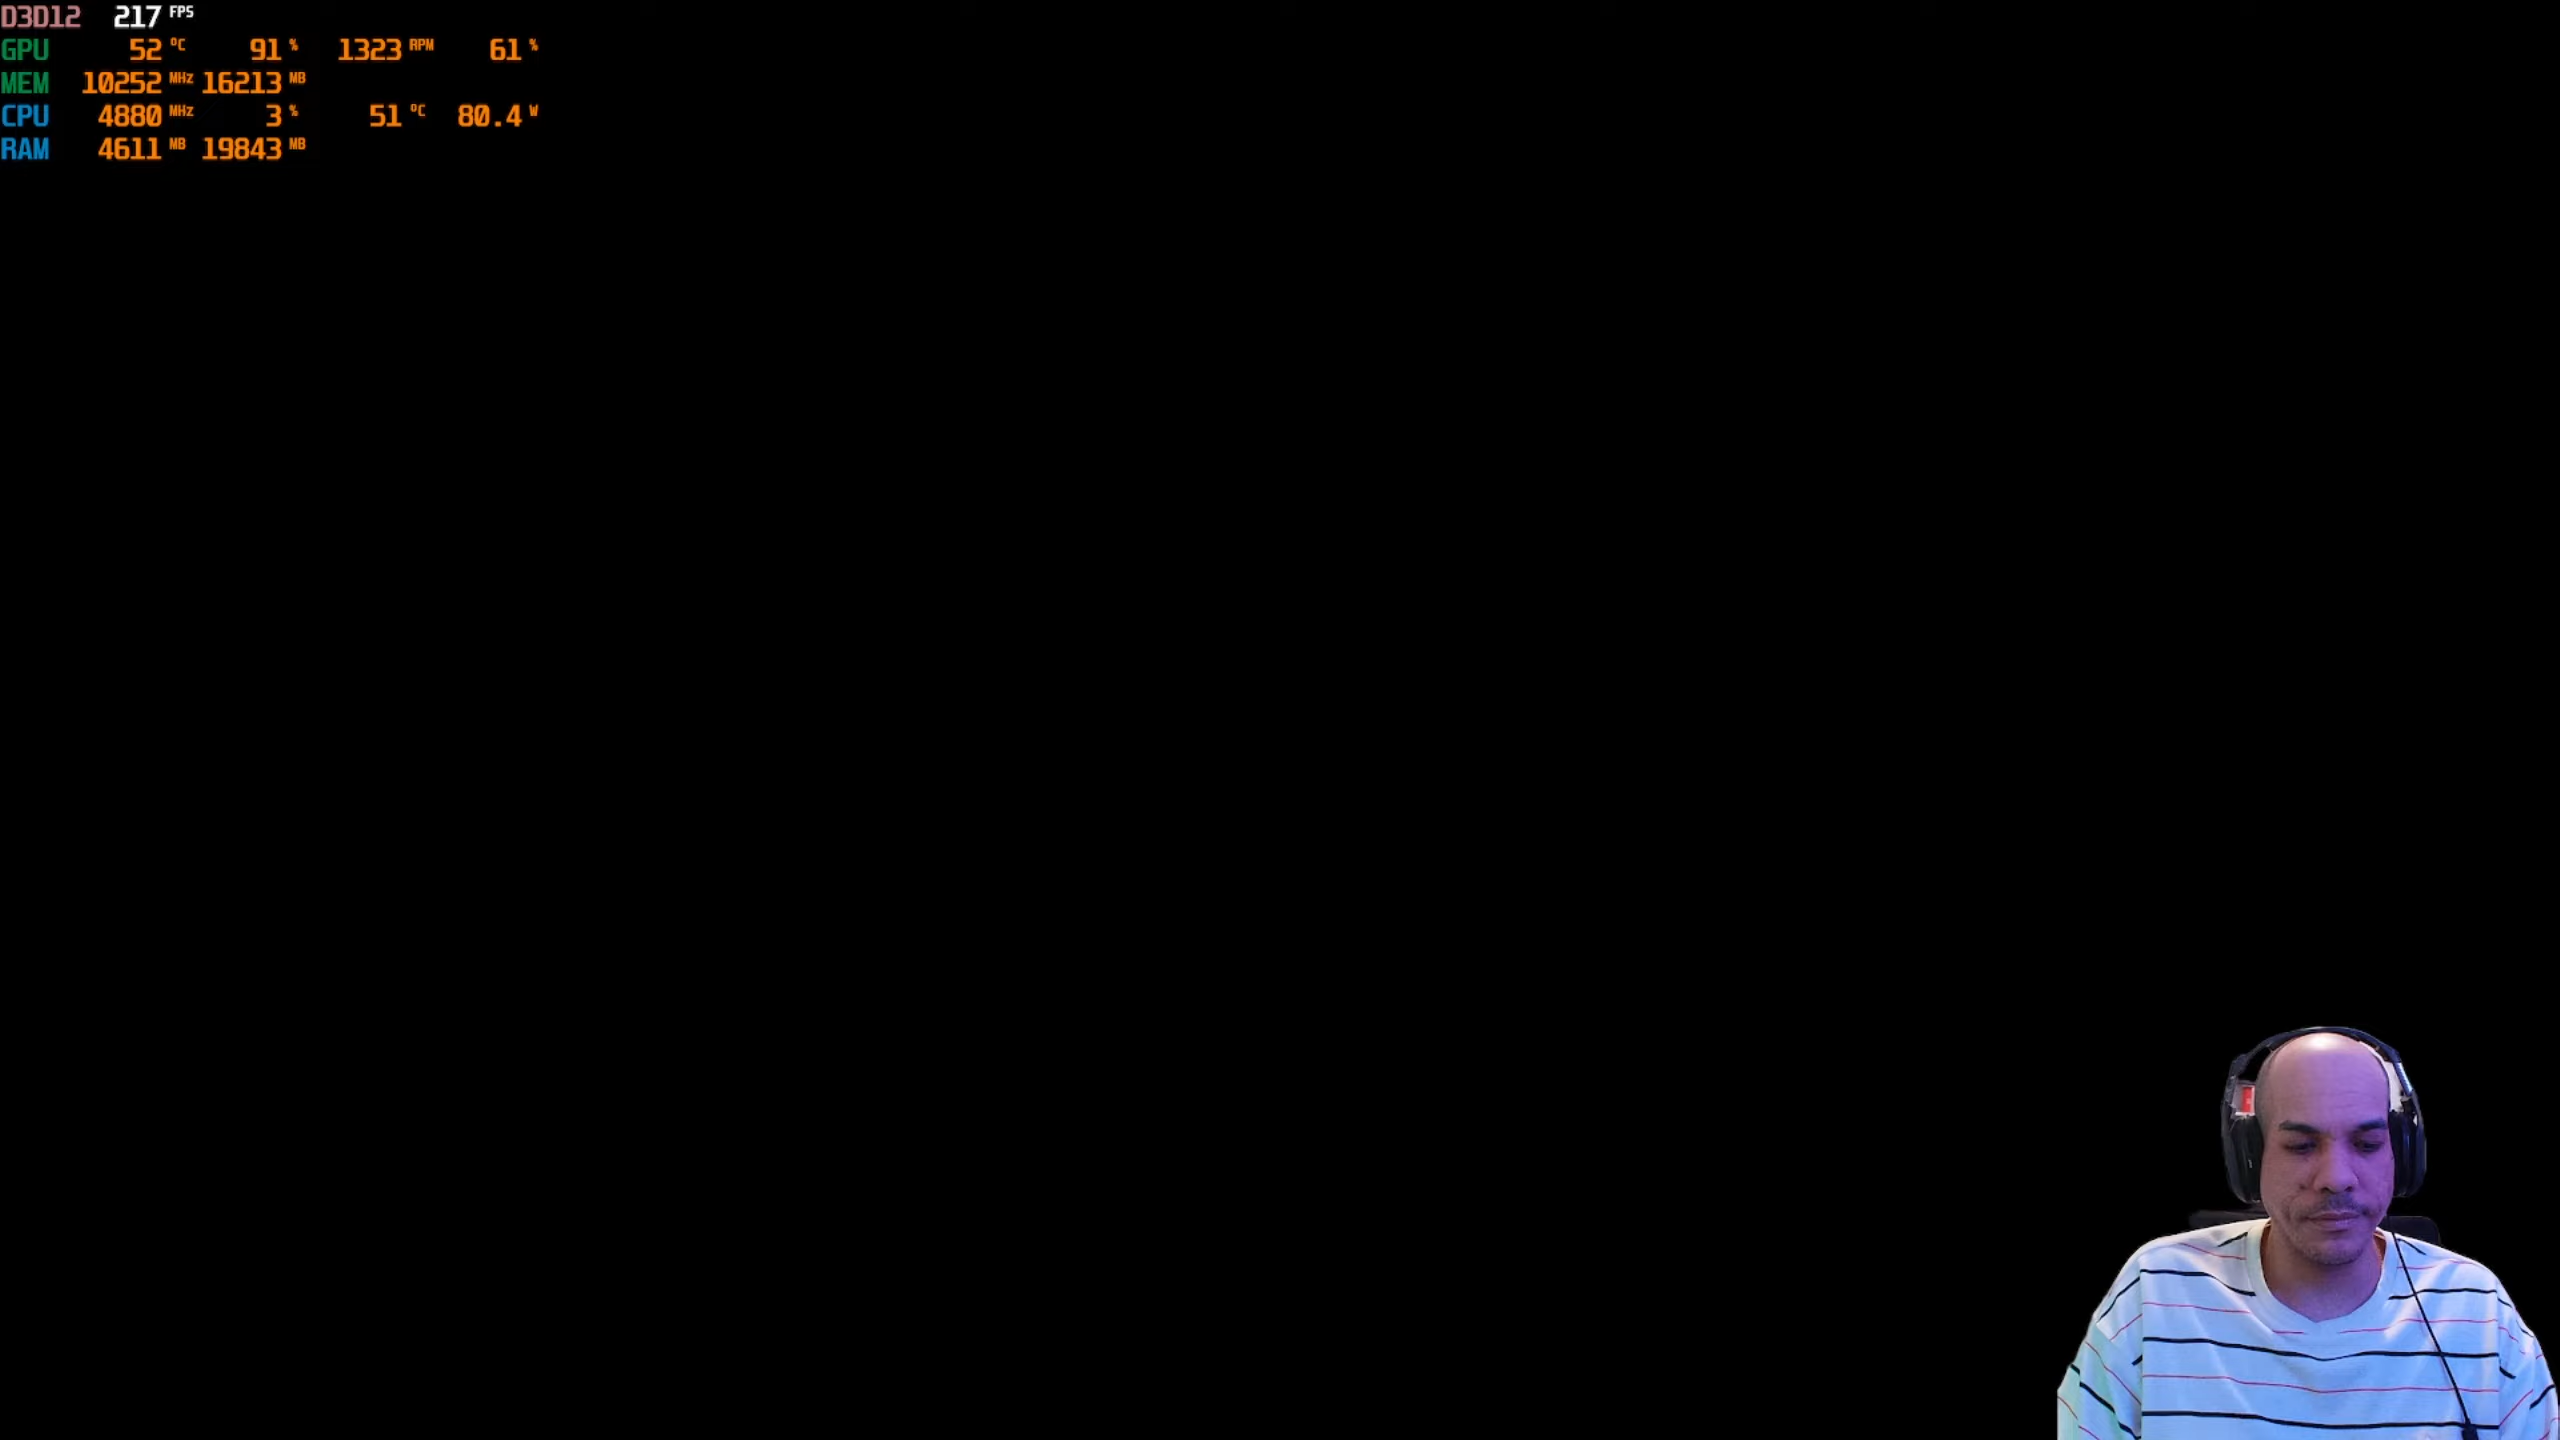 D3D12 217 FPS
GPU 52 °C 91 % 1323 RPM 61 %
MEM 10252 MHz 16213 MB
CPU 4880 MHz 3 % 51 °C 80.4 W
RAM 4611 MB 19843 MB